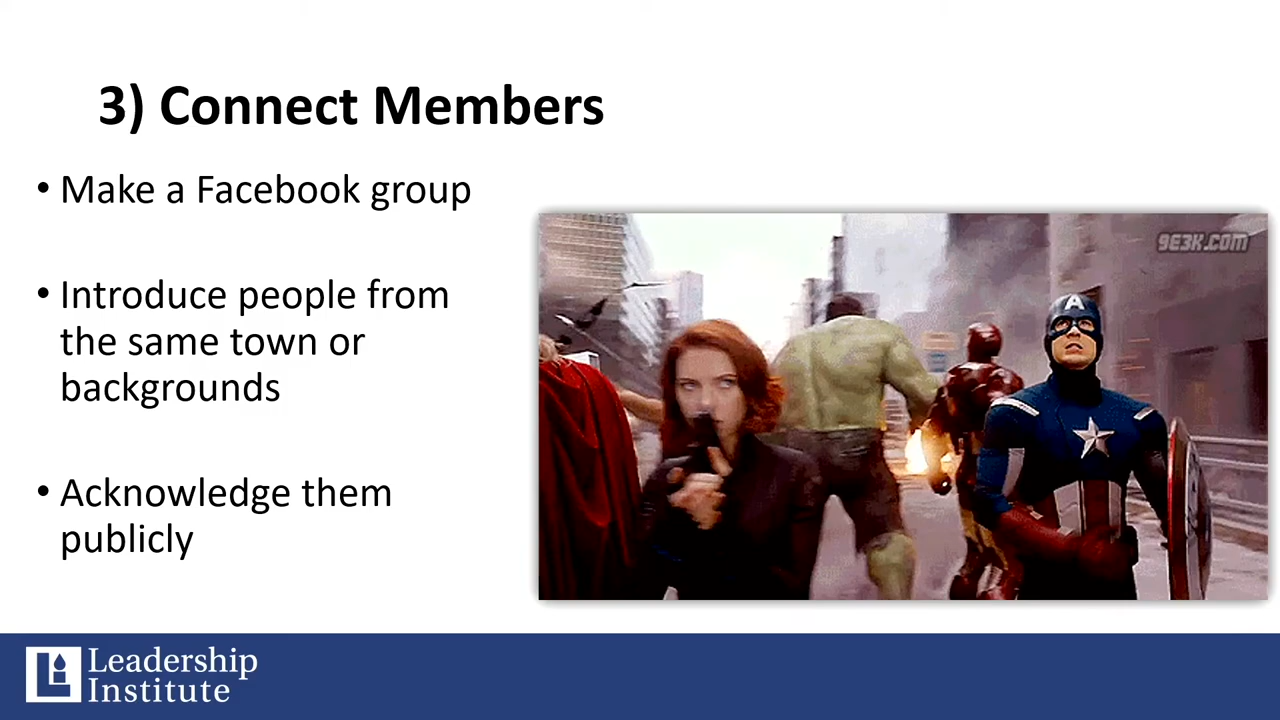 3) Connect Members
• Make a Facebook group
• Introduce people from
the same town or
backgrounds
• Acknowledge them
publicly
9E3K.COM
A
Leadership
Institute